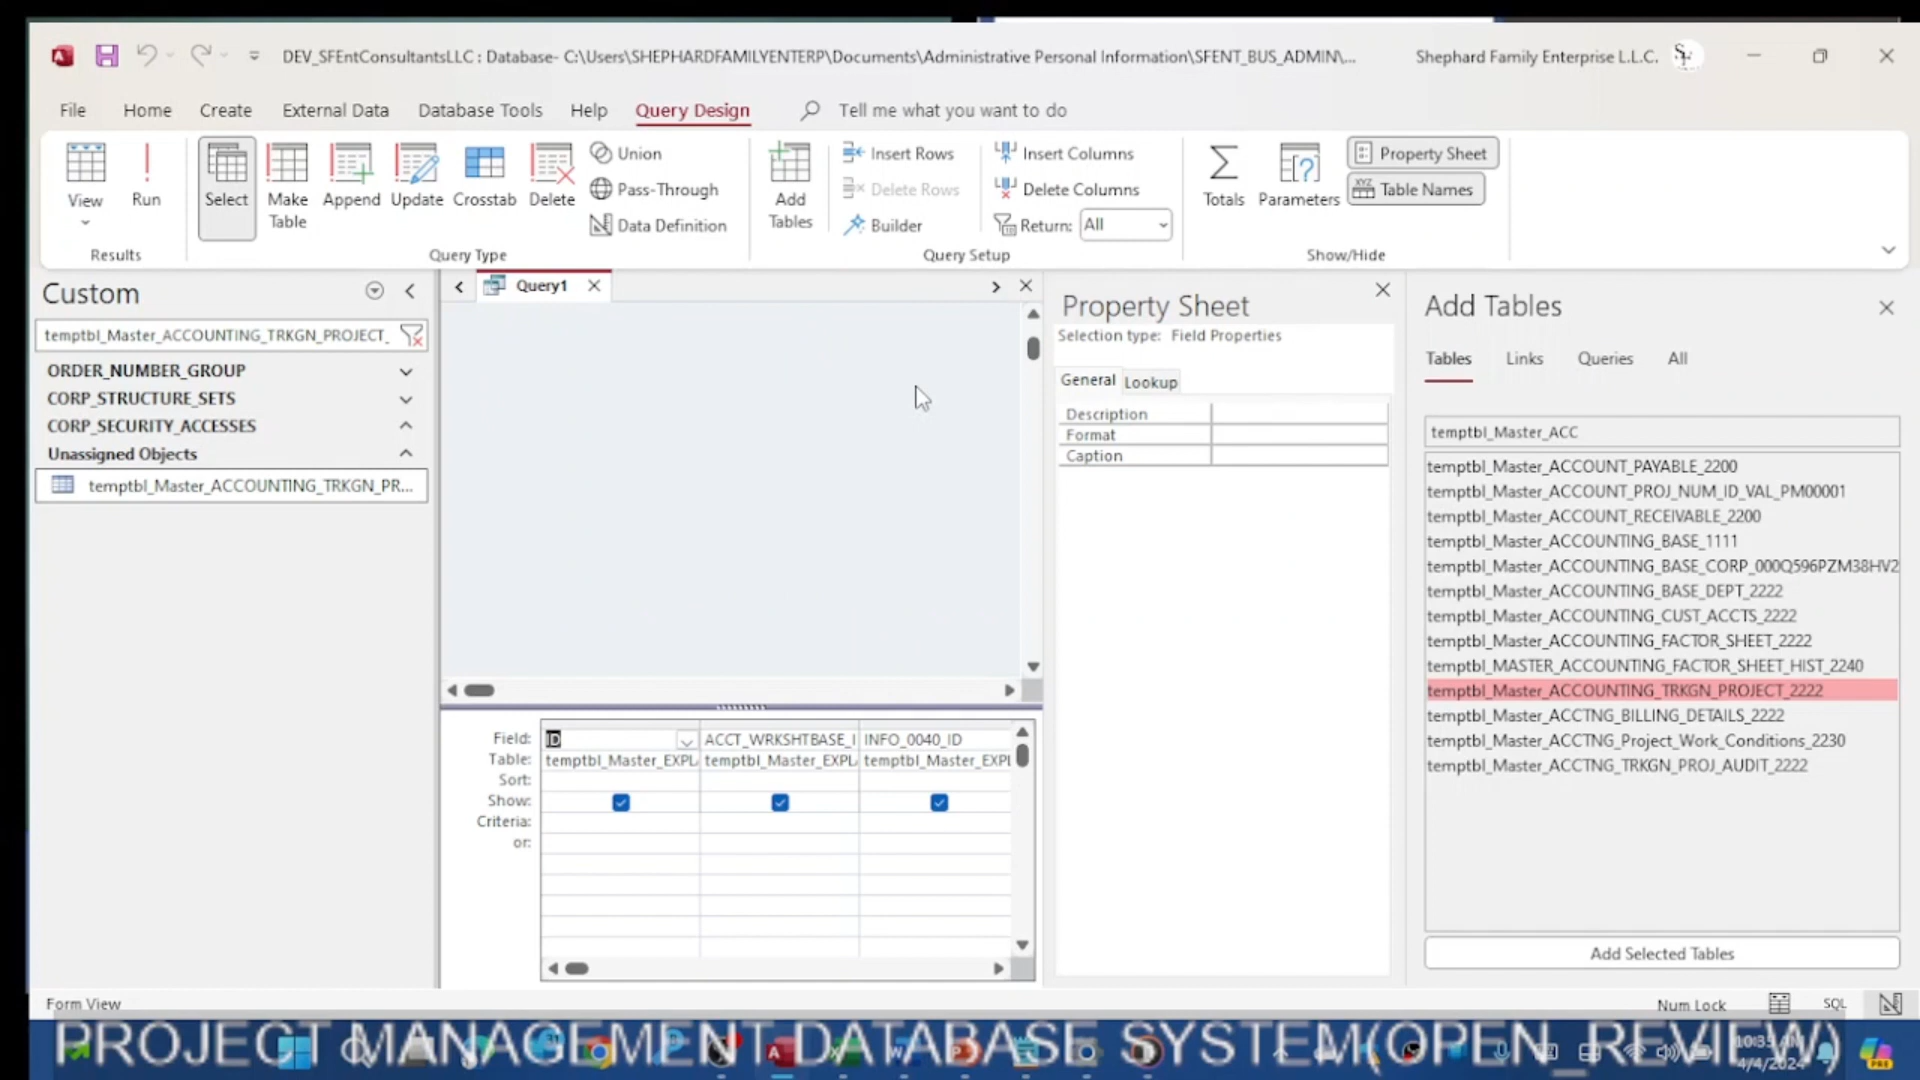 DEV_SFEntConsultantsLLC : Database- C:\Users\SHEPHARDFAMILYENTERP\Documents\Administrative Personal Information\SFENT_BUS_ADMIN\...
Shephard Family Enterprise L.L.C.
File Home Create External Data Database Tools Help Query Design Tell me what you want to do
View
Run
Select
Make Table
Append
Update
Crosstab
Delete
Union
Pass-Through
Data Definition
Add Tables
Insert Rows
Delete Rows
Builder
Insert Columns
Delete Columns
Return: All
Totals
Parameters
Property Sheet
XYZ Table Names
Results
Query Type
Query Setup
Show/Hide
Custom
temptbl_Master_ACCOUNTING_TRKGN_PROJECT_
ORDER_NUMBER_GROUP
CORP_STRUCTURE_SETS
CORP_SECURITY_ACCESSES
Unassigned Objects
temptbl_Master_ACCOUNTING_TRKGN_PR...
Query1
Field: ID ACCT_WRKSHTBASE_I INFO_0040_ID
Table: temptbl_Master_EXPL temptbl_Master_EXPL temptbl_Master_EXPL
Sort:
Show:
Criteria:
or:
Property Sheet
Selection type: Field Properties
General Lookup
Description
Format
Caption
Add Tables
Tables Links Queries All
temptbl_Master_ACC
temptbl_Master_ACCOUNT_PAYABLE_2200
temptbl_Master_ACCOUNT_PROJ_NUM_ID_VAL_PM00001
temptbl_Master_ACCOUNT_RECEIVABLE_2200
temptbl_Master_ACCOUNTING_BASE_1111
temptbl_Master_ACCOUNTING_BASE_CORP_000Q596PZM38HV2
temptbl_Master_ACCOUNTING_BASE_DEPT_2222
temptbl_Master_ACCOUNTING_CUST_ACCTS_2222
temptbl_Master_ACCOUNTING_FACTOR_SHEET_2222
temptbl_MASTER_ACCOUNTING_FACTOR_SHEET_HIST_2240
temptbl_Master_ACCOUNTING_TRKGN_PROJECT_2222
temptbl_Master_ACCTNG_BILLING_DETAILS_2222
temptbl_Master_ACCTNG_Project_Work_Conditions_2230
temptbl_Master_ACCTNG_TRKGN_PROJ_AUDIT_2222
Add Selected Tables
Form View
Num Lock
SQL
PROJECT MANAGEMENT DATABASE SYSTEM(OPEN_REVIEW)
4/4/2024